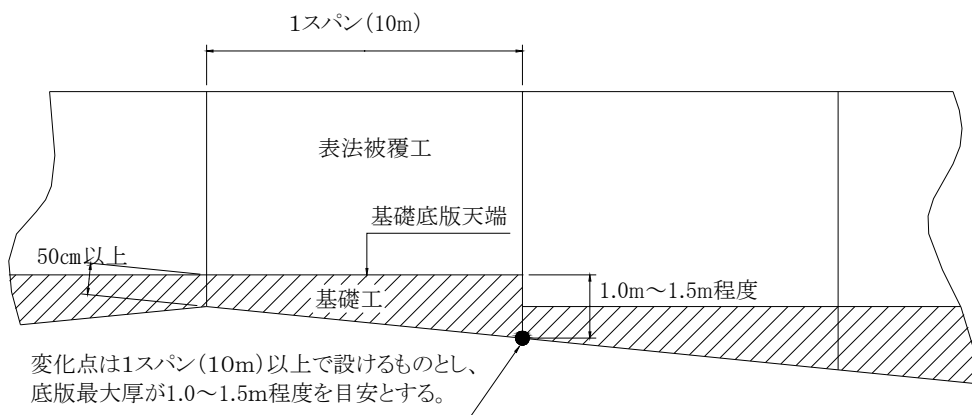 1スパン(10m)
表法被覆工
基礎底版天端
50cm以上
基礎工
1.0m～1.5m程度
変化点は1スパン(10m)以上で設けるものとし、
底版最大厚が1.0～1.5m程度を目安とする。